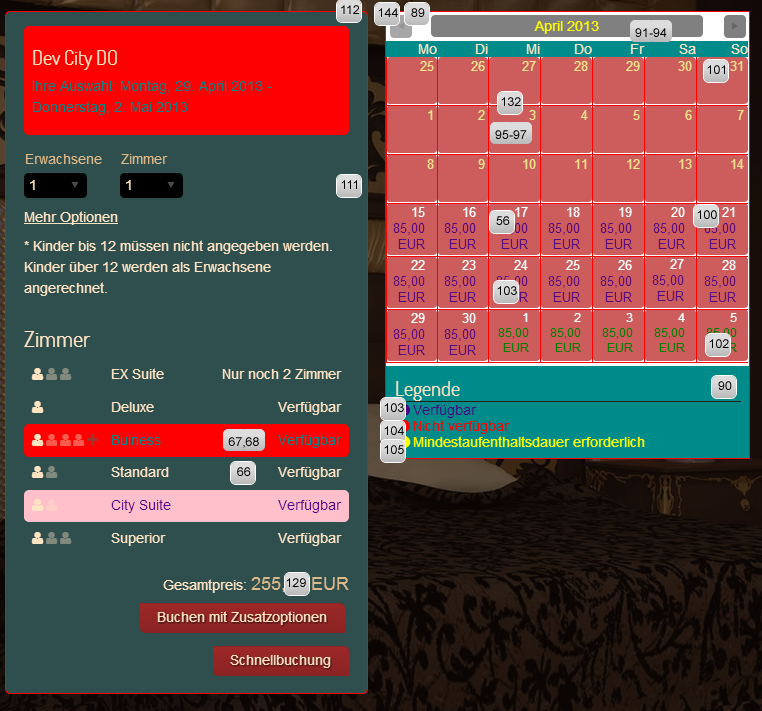 112
Dev City DO
Ihre Auswahl: Montag, 29. April 2013 -
Donnerstag, 2. Mai 2013
Erwachsene Zimmer
1 1
111
Mehr Optionen
* Kinder bis 12 müssen nicht angegeben werden.
Kinder über 12 werden als Erwachsene
angerechnet.
Zimmer
EX Suite Nur noch 2 Zimmer
Deluxe Verfügbar
Buiness 67,68 Verfügbar
Standard 66 Verfügbar
City Suite Verfügbar
Superior Verfügbar
Gesamtpreis: 255, 129 EUR
Buchen mit Zusatzoptionen
Schnellbuchung
144 89
April 2013
91-94
Mo Di Mi Do Fr Sa So
25 26 27 28 29 30 31
101
132
1 2 3 4 5 6 7
95-97
8 9 10 11 12 13 14
15 16 17 18 19 20 21
56 100
85,00 85,00 85,00 85,00 85,00 85,00
EUR EUR EUR EUR EUR EUR EUR
22 23 24 25 26 27 28
85,00 85,00 85,00 85,00 85,00 85,00
103
EUR EUR EUR EUR EUR EUR
29 30 1 2 3 4 5
85,00 85,00 85,00 85,00 85,00 85,00 85,00
EUR EUR EUR EUR EUR EUR
102
Legende
90
103 Verfügbar
104 Nicht verfügbar
105 Mindestaufenthaltsdauer erforderlich